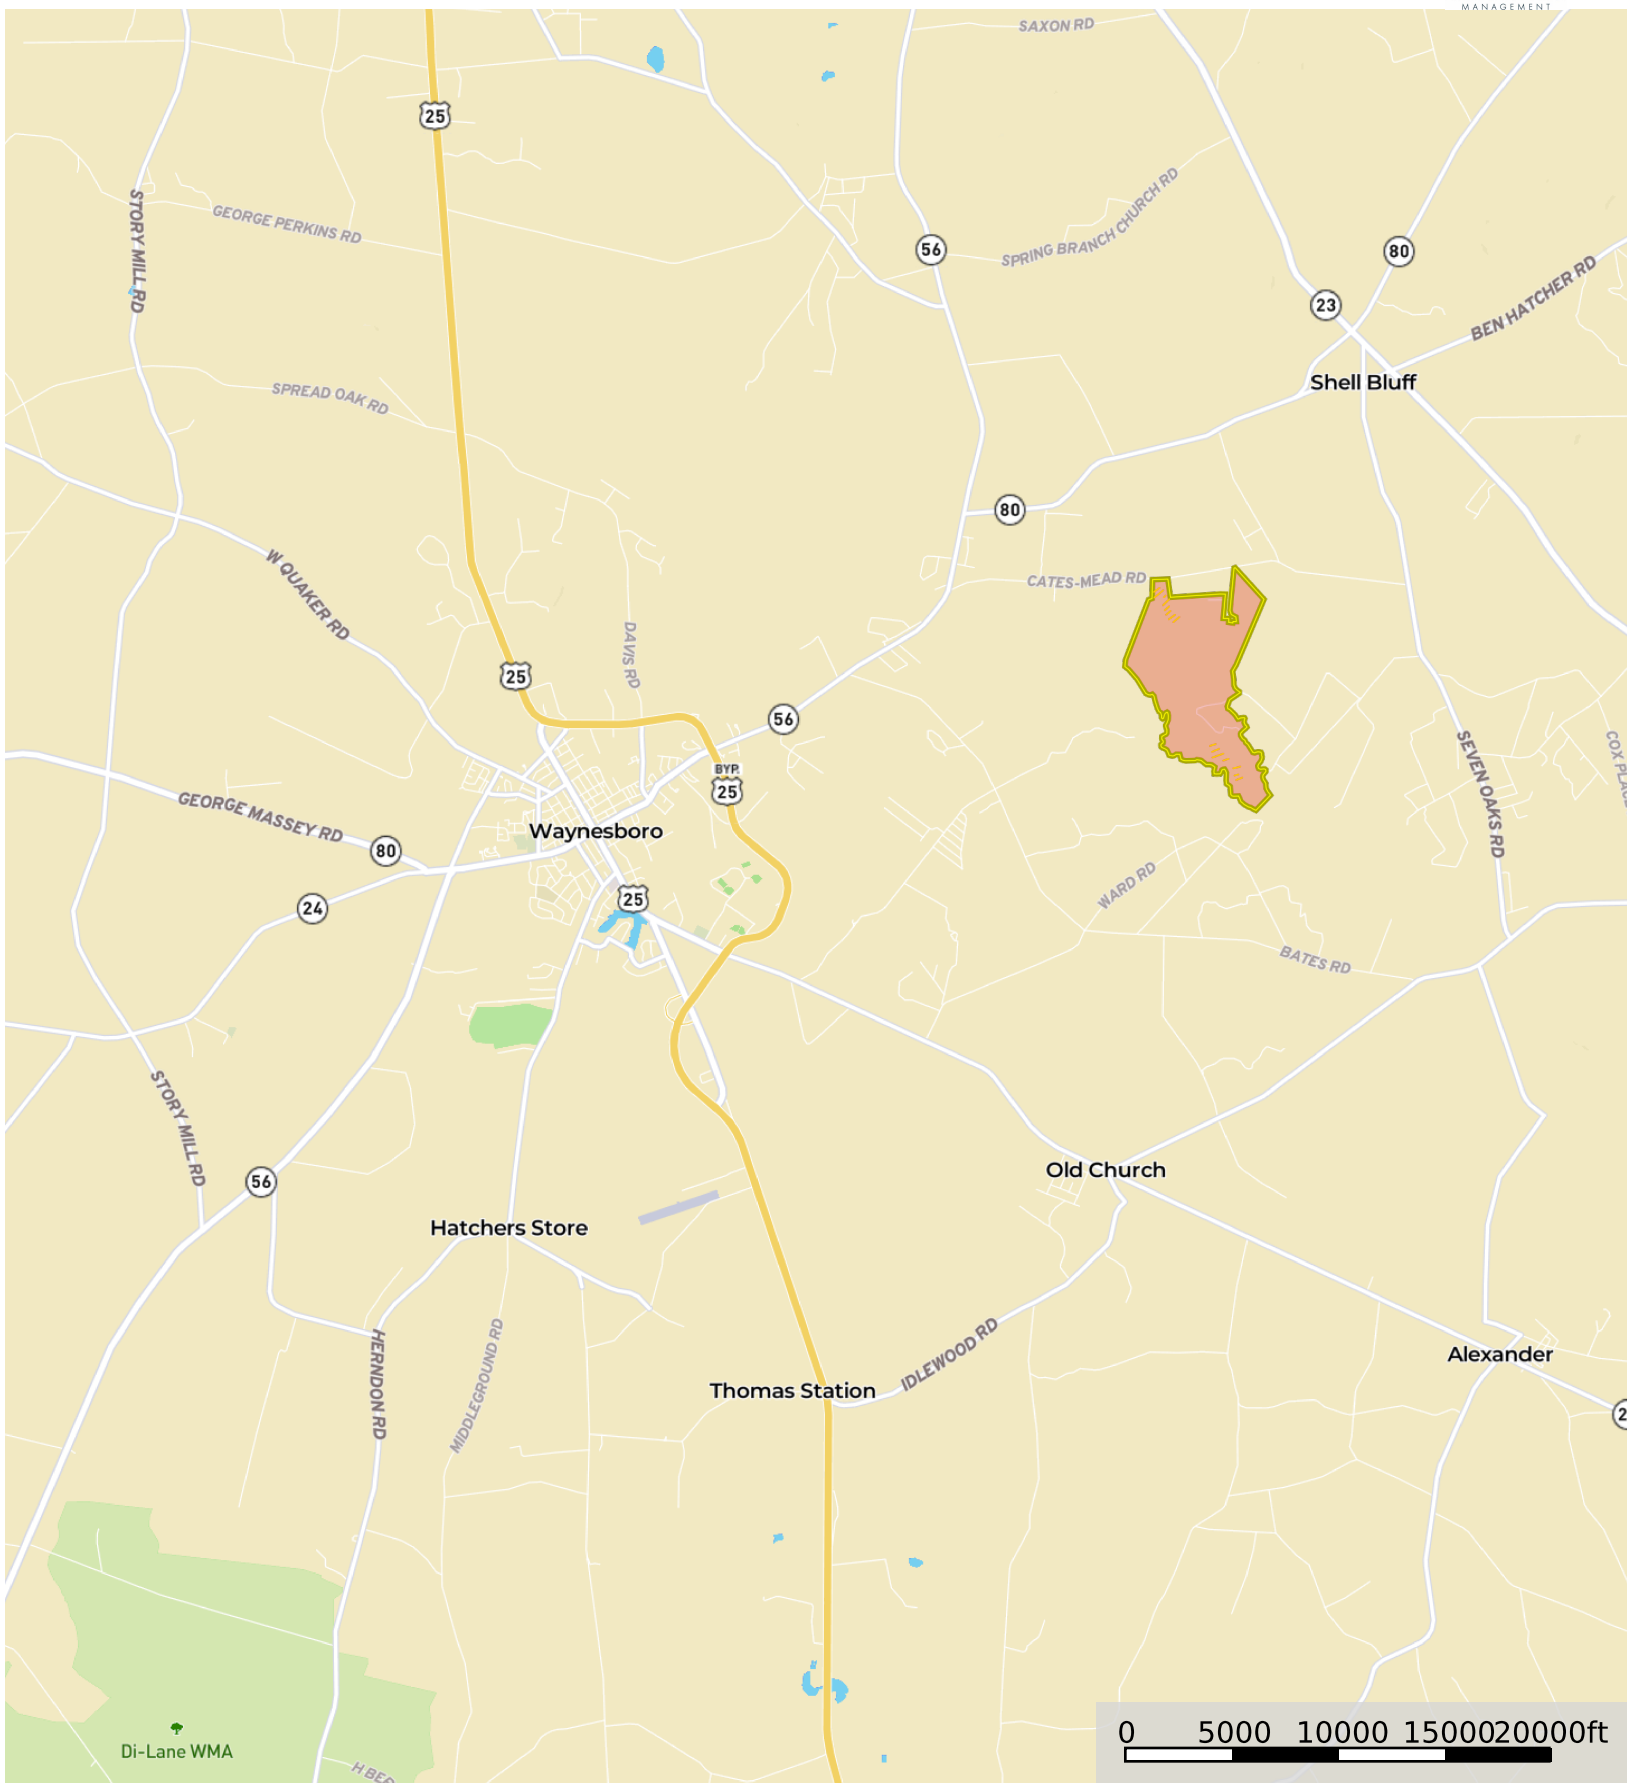 MANAGEMENT
SAXON RD
25
SPRING BRANCH CHURCH RD
STORY MILL RD
GEORGE PERKINS RD
56
80
BEN HATCHER RD
23
Shell Bluff
SPREAD OAK RD
80
W QUAKER RD
CATES-MEAD RD
DAVIS RD
25
56
SEVEN OAKS RD
BYP.
25
GEORGE MASSEY RD
Waynesboro
80
WARD RD
24
25
BATES RD
STORY MILL RD
Old Church
56
Hatchers Store
IDLEWOOD RD
HERNDON RD
MIDDLEGROUND RD
Alexander
Thomas Station
Di-Lane WMA
0 5000 10000 15000 20000ft